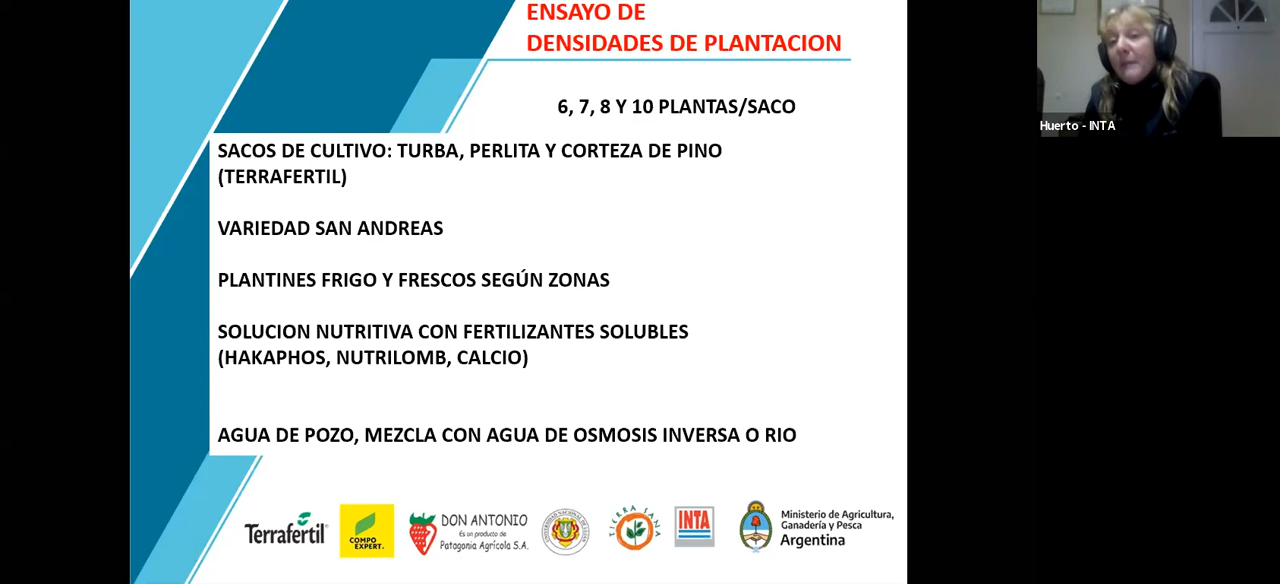 ENSAYO DE
DENSIDADES DE PLANTACION
6, 7, 8 Y 10 PLANTAS/SACO
SACOS DE CULTIVO: TURBA, PERLITA Y CORTEZA DE PINO
(TERRAFERTIL)
VARIEDAD SAN ANDREAS
PLANTINES FRIGO Y FRESCOS SEGÚN ZONAS
SOLUCION NUTRITIVA CON FERTILIZANTES SOLUBLES
(HAKAPHOS, NUTRILOMB, CALCIO)
AGUA DE POZO, MEZCLA CON AGUA DE OSMOSIS INVERSA O RIO
Terrafertil
COMPO
EXPERT.
DON ANTONIO
Es un producto de
Patagonia Agrícola S.A.
TIERRA SANA
INTA
Ministerio de Agricultura,
Ganadería y Pesca
Argentina
Huerto - INTA